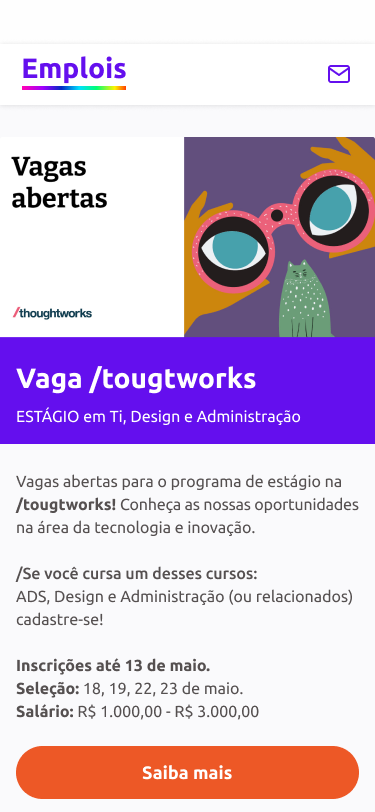 Emplois
Vagas
abertas
/thoughtworks
Vaga /tougtworks
ESTÁGIO em Ti, Design e Administração
Vagas abertas para o programa de estágio na
/tougtworks! Conheça as nossas oportunidades
na área da tecnologia e inovação.
/Se você cursa um desses cursos:
ADS, Design e Administração (ou relacionados)
cadastre-se!
Inscrições até 13 de maio.
Seleção: 18, 19, 22, 23 de maio.
Salário: R$ 1.000,00 - R$ 3.000,00
Saiba mais